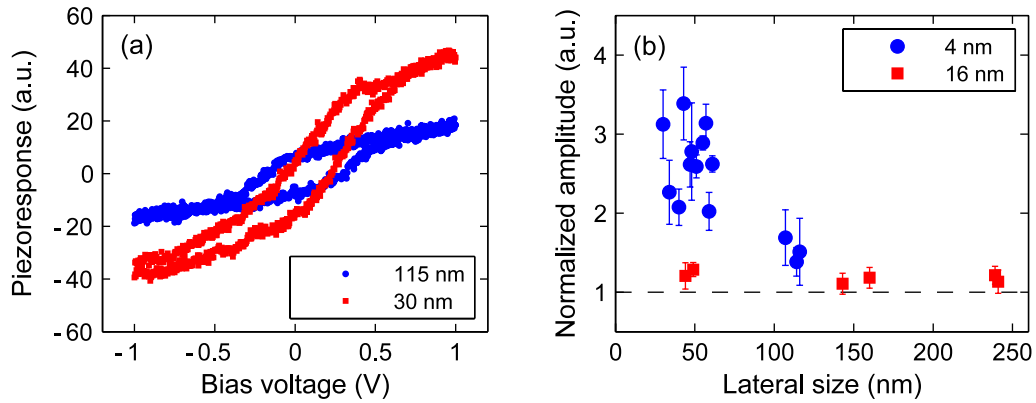 (a)
Piezoresponse (a.u.)
60
40
20
0
-20
-40
-60
-1
-0.5
0
0.5
1
Bias voltage (V)
115 nm
30 nm
(b)
Normalized amplitude (a.u.)
4
3
2
1
0
50
100
150
200
250
Lateral size (nm)
4 nm
16 nm